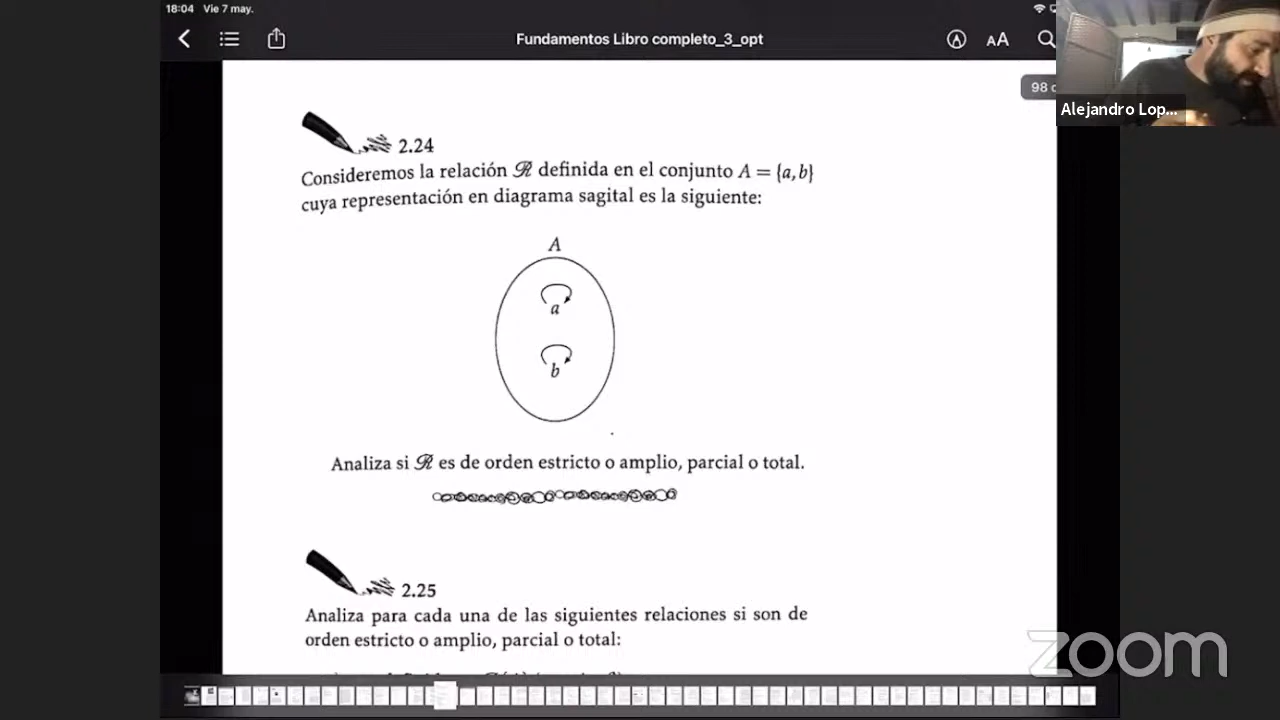 18:04 Vie 7 may.
Fundamentos Libro completo_3_opt
AA
98
Alejandro Lop...
2.24
Consideremos la relación ℛ definida en el conjunto A = {a, b}
cuya representación en diagrama sagital es la siguiente:
A
a
b
Analiza si ℛ es de orden estricto o amplio, parcial o total.
2.25
Analiza para cada una de las siguientes relaciones si son de
orden estricto o amplio, parcial o total:
zoom